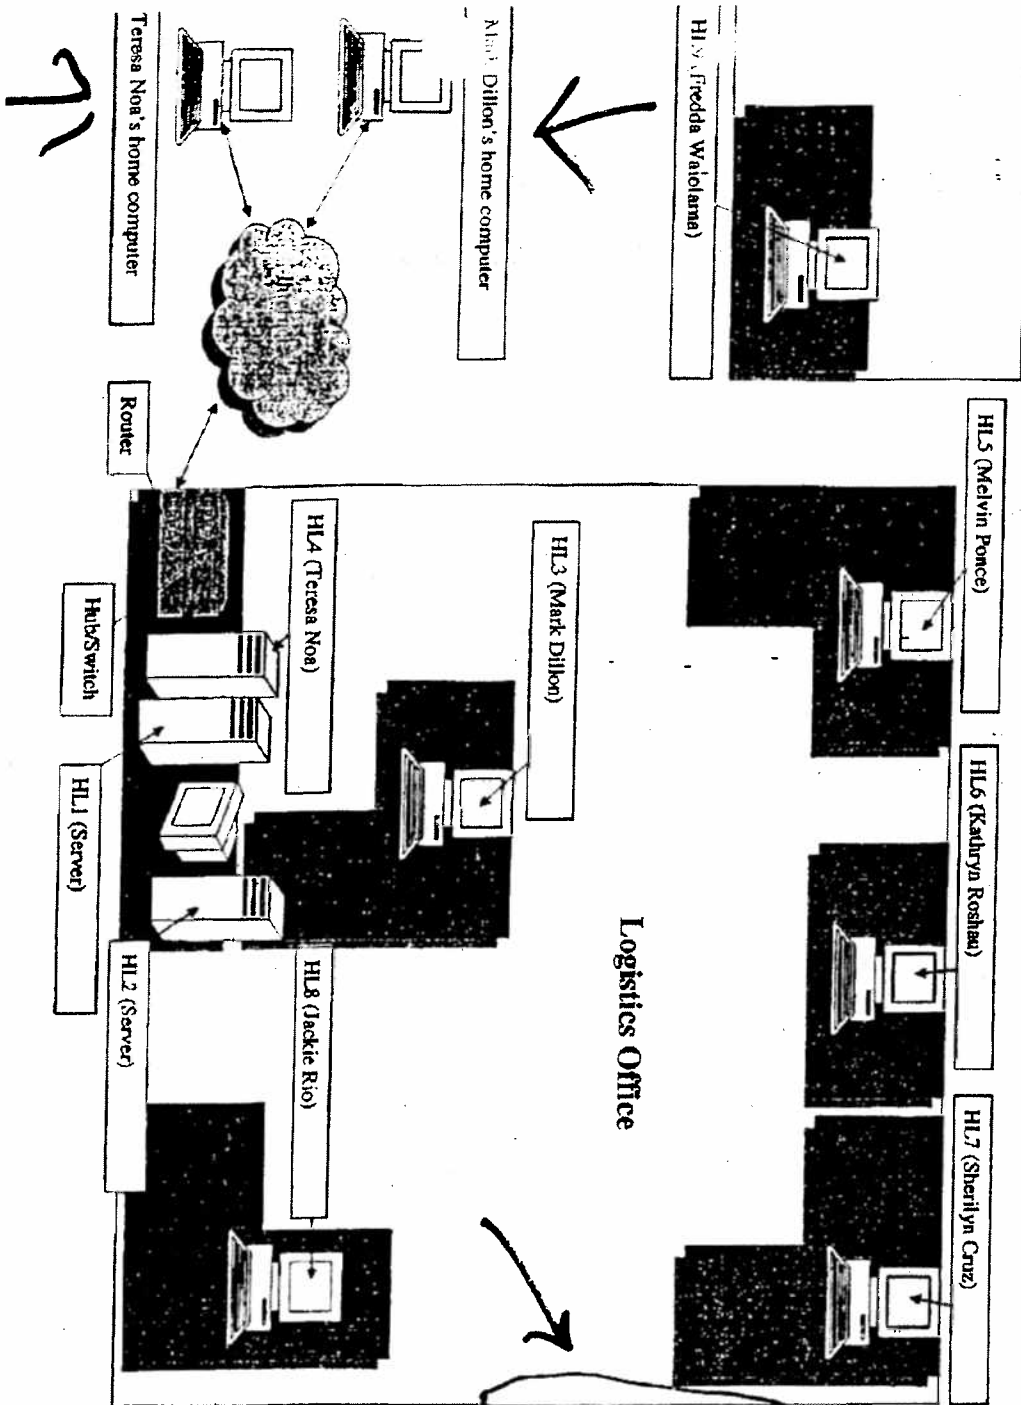 HL5 (Melvin Ponce)
HL6 (Kathryn Roshau)
HL7 (Sherilyn Cruz)
(Fredda Waiolama)
Logistics Office
HL3 (Mark Dillon)
Dillon's home computer
HL4 (Teresa Noa)
HL8 (Jackie Rio)
Teresa Noa's home computer
Router
HL2 (Server)
Hub/Switch
HL1 (Server)